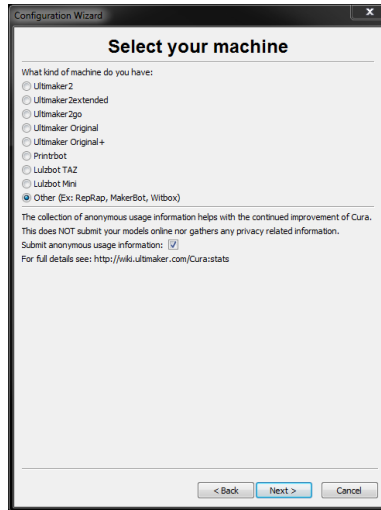 Configuration Wizard
x
Select your machine
What kind of machine do you have:
Ultimaker2
Ultimaker2extended
Ultimaker2go
Ultimaker Original
Ultimaker Original+
Printrbot
Lulzbot TAZ
Lulzbot Mini
Other (Ex: RepRap, MakerBot, Witbox)
The collection of anonymous usage information helps with the continued improvement of Cura.
This does NOT submit your models online nor gathers any privacy related information.
Submit anonymous usage information:
For full details see: http://wiki.ultimaker.com/Cura:stats
< Back Next > Cancel